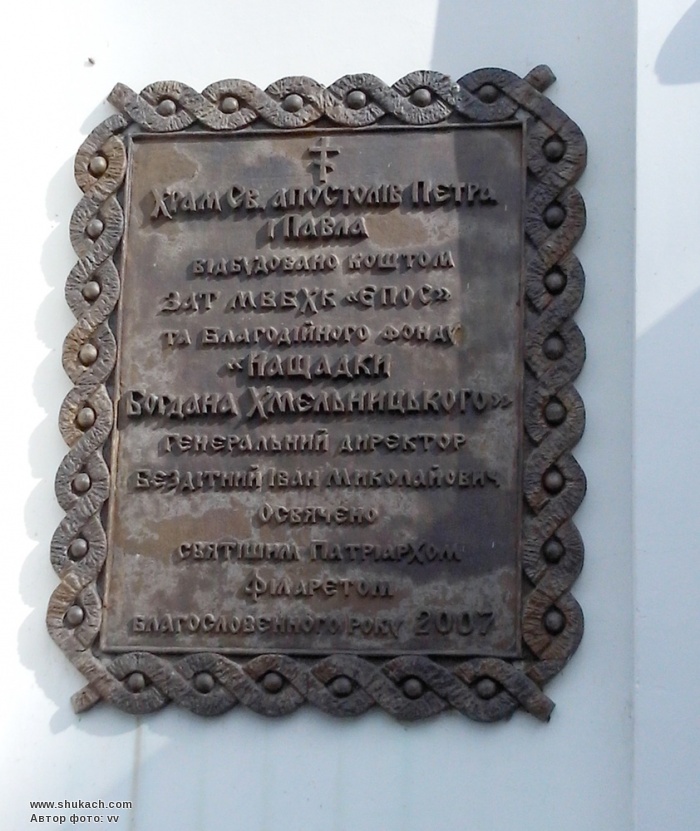 Храм Св. апостолів Петра
і Павла
відбудовано коштом
ЗАТ МВБХК «ЕПОС»
та Благодійного фонду
«Нащадки
Богдана Хмельницького»
Генеральний директор
Бездітний Іван Миколайович
Освячено
святішим Патріархом
Філаретом
благословенного року 2007
www.shukach.com
Автор фото: vv